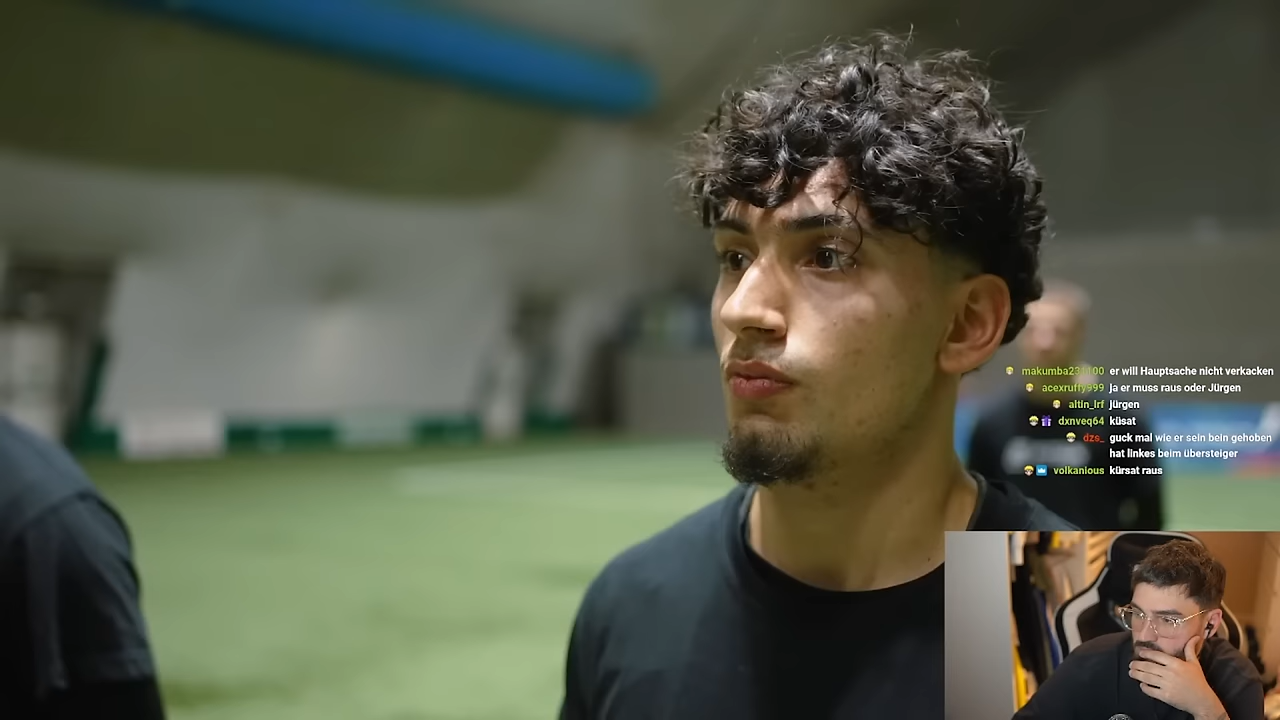 makumba231100 er will Hauptsache nicht verkacken
acexruffy999 Ja er muss raus oder Jürgen
altin_lrf Jürgen
dxnveq64 küsat
dzs_ guck mal wie er sein bein gehoben
hat linkes beim übersteiger
volkanious kürsat raus